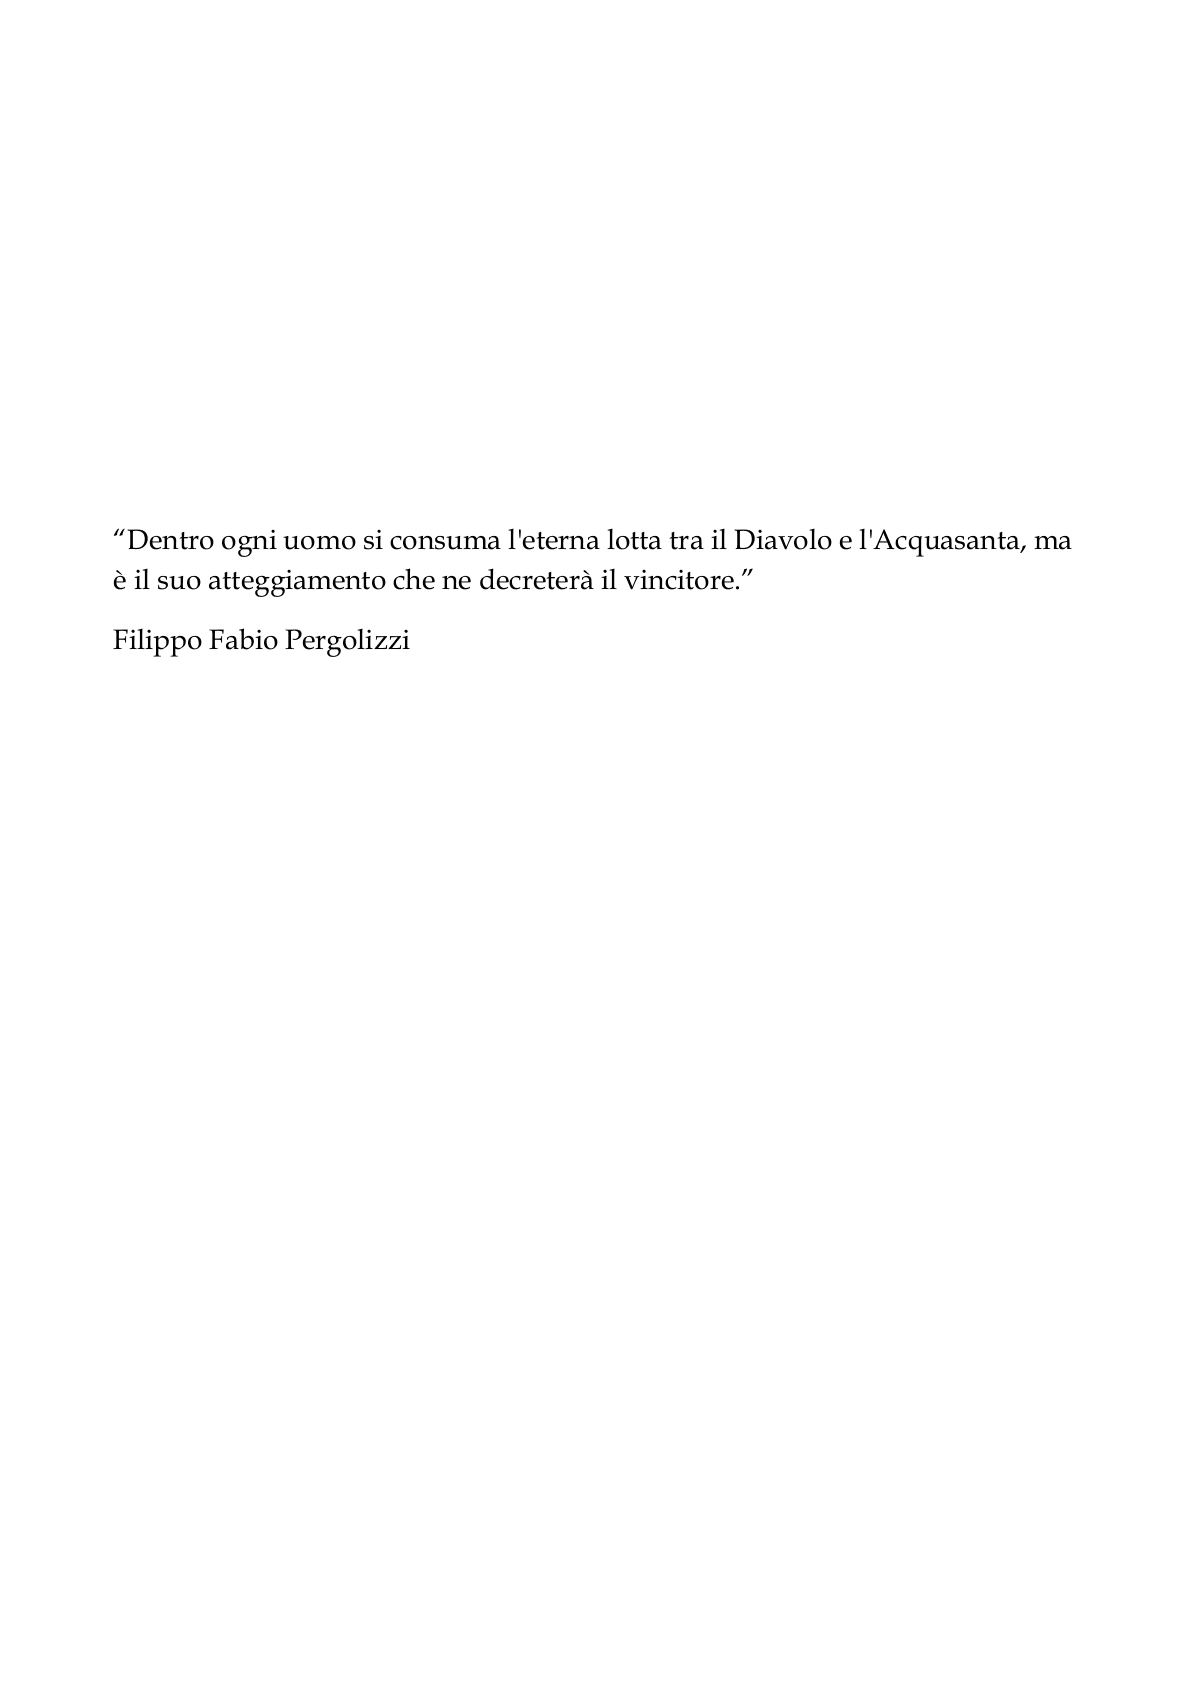 “Dentro ogni uomo si consuma l'eterna lotta tra il Diavolo e l'Acquasanta, ma
è il suo atteggiamento che ne decreterà il vincitore.”
Filippo Fabio Pergolizzi